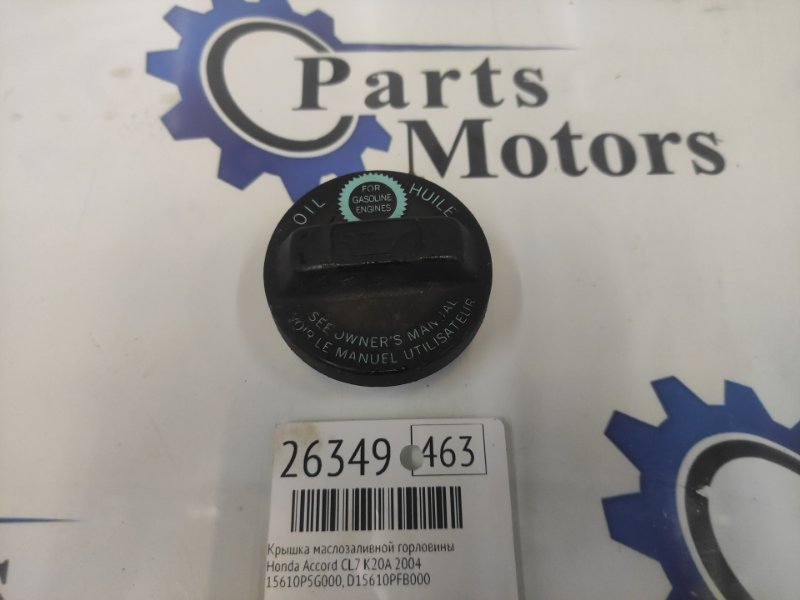 Parts
Motors
OIL
FOR
GASOLINE
ENGINES
HUILE
SEE OWNER'S MANUAL
VOIR LE MANUEL UTILISATEUR
26349 463
Крышка маслозаливной горловины
Honda Accord CL7 K20A 2004
15610P5G000, D15610PFB000